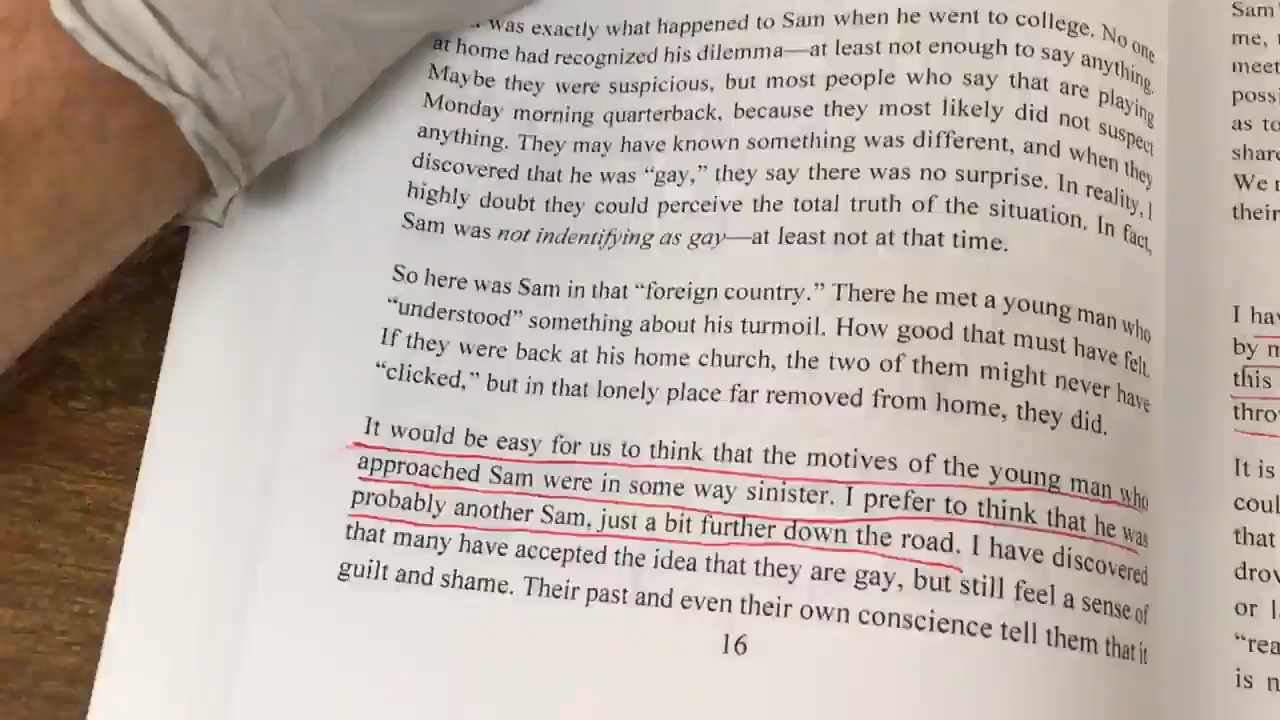 was exactly what happened to Sam when he went to college. No one
at home had recognized his dilemma—at least not enough to say anything.
Maybe they were suspicious, but most people who say that are playing
Monday morning quarterback, because they most likely did not suspect
anything. They may have known something was different, and when they
discovered that he was “gay,” they say there was no surprise. In reality, I
highly doubt they could perceive the total truth of the situation. In fact,
Sam was not indentifying as gay—at least not at that time.
So here was Sam in that “foreign country.” There he met a young man who
“understood” something about his turmoil. How good that must have felt.
If they were back at his home church, the two of them might never have
“clicked,” but in that lonely place far removed from home, they did.
It would be easy for us to think that the motives of the young man who
approached Sam were in some way sinister. I prefer to think that he was
probably another Sam, just a bit further down the road. I have discovered
that many have accepted the idea that they are gay, but still feel a sense of
guilt and shame. Their past and even their own conscience tell them that it
16
Sam
me,
meet
possi
as to
share
We
their
I ha
by
this
thro
It is
coul
that
drov
or
“rea
is